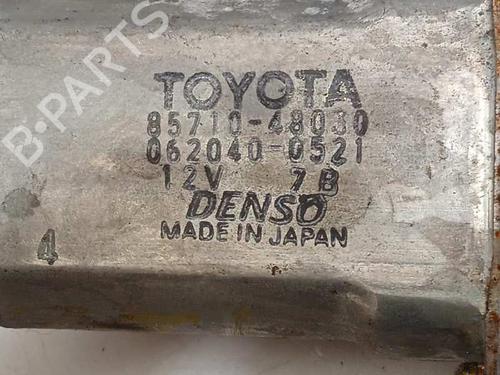 B-PARTS
TOYOTA
85710-48030
062040-0521
12V 7B
DENSO
MADE IN JAPAN
4